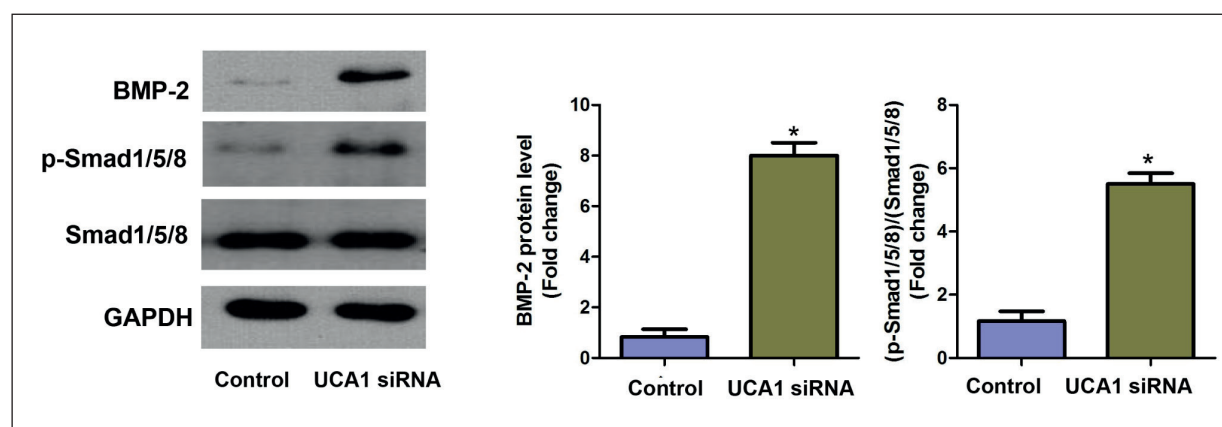 BMP-2
p-Smad1/5/8
Smad1/5/8
GAPDH
Control UCA1 siRNA
BMP-2 protein level
(Fold change)
10
8
6
4
2
0
*
Control UCA1 siRNA
(p-Smad1/5/8)/(Smad1/5/8)
(Fold change)
8
6
4
2
0
*
Control UCA1 siRNA